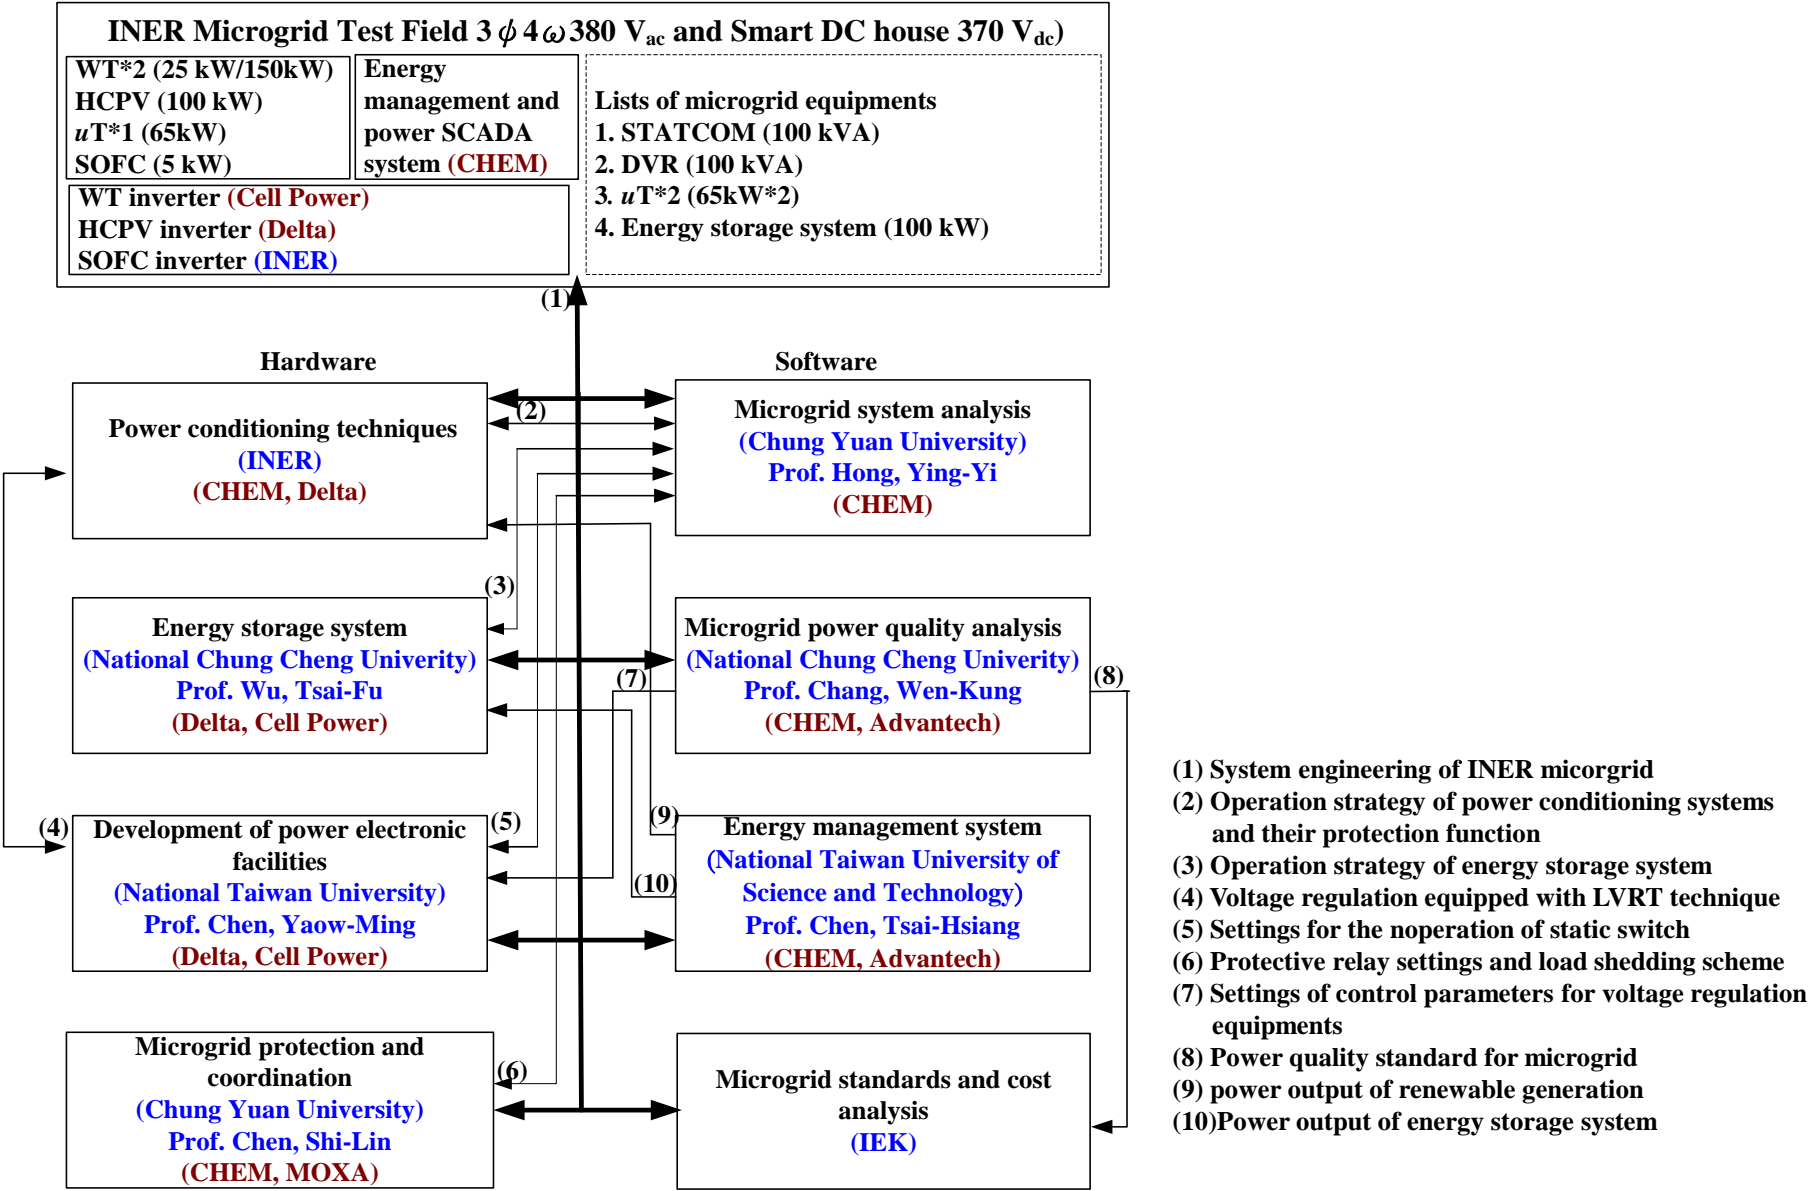 INER Microgrid Test Field 3ϕ4ω380 Vac and Smart DC house 370 Vdc)
WT*2 (25 kW/150kW)
HCPV (100 kW)
uT*1 (65kW)
SOFC (5 kW)
Energy
management and
power SCADA
system (CHEM)
WT inverter (Cell Power)
HCPV inverter (Delta)
SOFC inverter (INER)
Lists of microgrid equipments
1. STATCOM (100 kVA)
2. DVR (100 kVA)
3. uT*2 (65kW*2)
4. Energy storage system (100 kW)
(1)
Hardware
Software
Power conditioning techniques
(INER)
(CHEM, Delta)
(2)
Microgrid system analysis
(Chung Yuan University)
Prof. Hong, Ying-Yi
(CHEM)
(3)
Energy storage system
(National Chung Cheng Univerity)
Prof. Wu, Tsai-Fu
(Delta, Cell Power)
(7)
Microgrid power quality analysis
(National Chung Cheng Univerity)
Prof. Chang, Wen-Kung
(CHEM, Advantech)
(8)
(4)
Development of power electronic
facilities
(National Taiwan University)
Prof. Chen, Yaow-Ming
(Delta, Cell Power)
(5)
(9)
(10)
Energy management system
(National Taiwan University of
Science and Technology)
Prof. Chen, Tsai-Hsiang
(CHEM, Advantech)
Microgrid protection and
coordination
(Chung Yuan University)
Prof. Chen, Shi-Lin
(CHEM, MOXA)
(6)
Microgrid standards and cost
analysis
(IEK)
(1) System engineering of INER micorgrid
(2) Operation strategy of power conditioning systems
and their protection function
(3) Operation strategy of energy storage system
(4) Voltage regulation equipped with LVRT technique
(5) Settings for the noperation of static switch
(6) Protective relay settings and load shedding scheme
(7) Settings of control parameters for voltage regulation
equipments
(8) Power quality standard for microgrid
(9) power output of renewable generation
(10)Power output of energy storage system